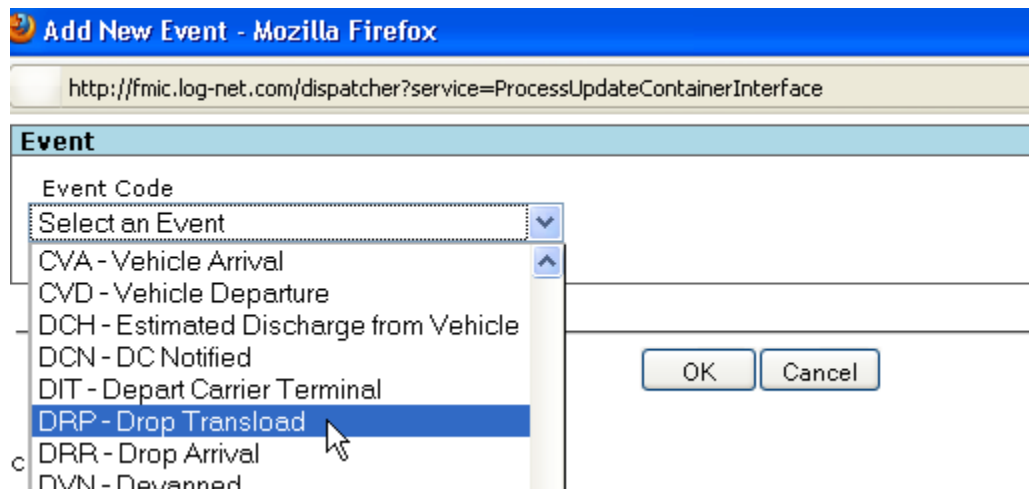 Add New Event - Mozilla Firefox
http://fmic.log-net.com/dispatcher?service=ProcessUpdateContainerInterface
Event
Event Code
Select an Event
CVA - Vehicle Arrival
CVD - Vehicle Departure
DCH - Estimated Discharge from Vehicle
DCN - DC Notified
DIT - Depart Carrier Terminal
OK Cancel
DRP - Drop Transload
DRR - Drop Arrival
DVN - Devanned